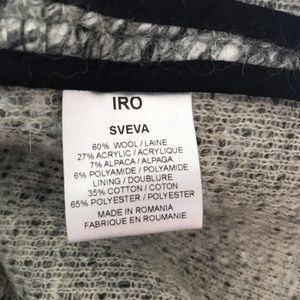 IRO
SVEVA
60% WOOL / LAINE
27% ACRYLIC / ACRYLIQUE
7% ALPACA / ALPAGA
6% POLYAMIDE / POLYAMIDE
LINING / DOUBLURE
35% COTTON / COTON
65% POLYESTER / POLYESTER
MADE IN ROMANIA
FABRIQUE EN ROUMANIE